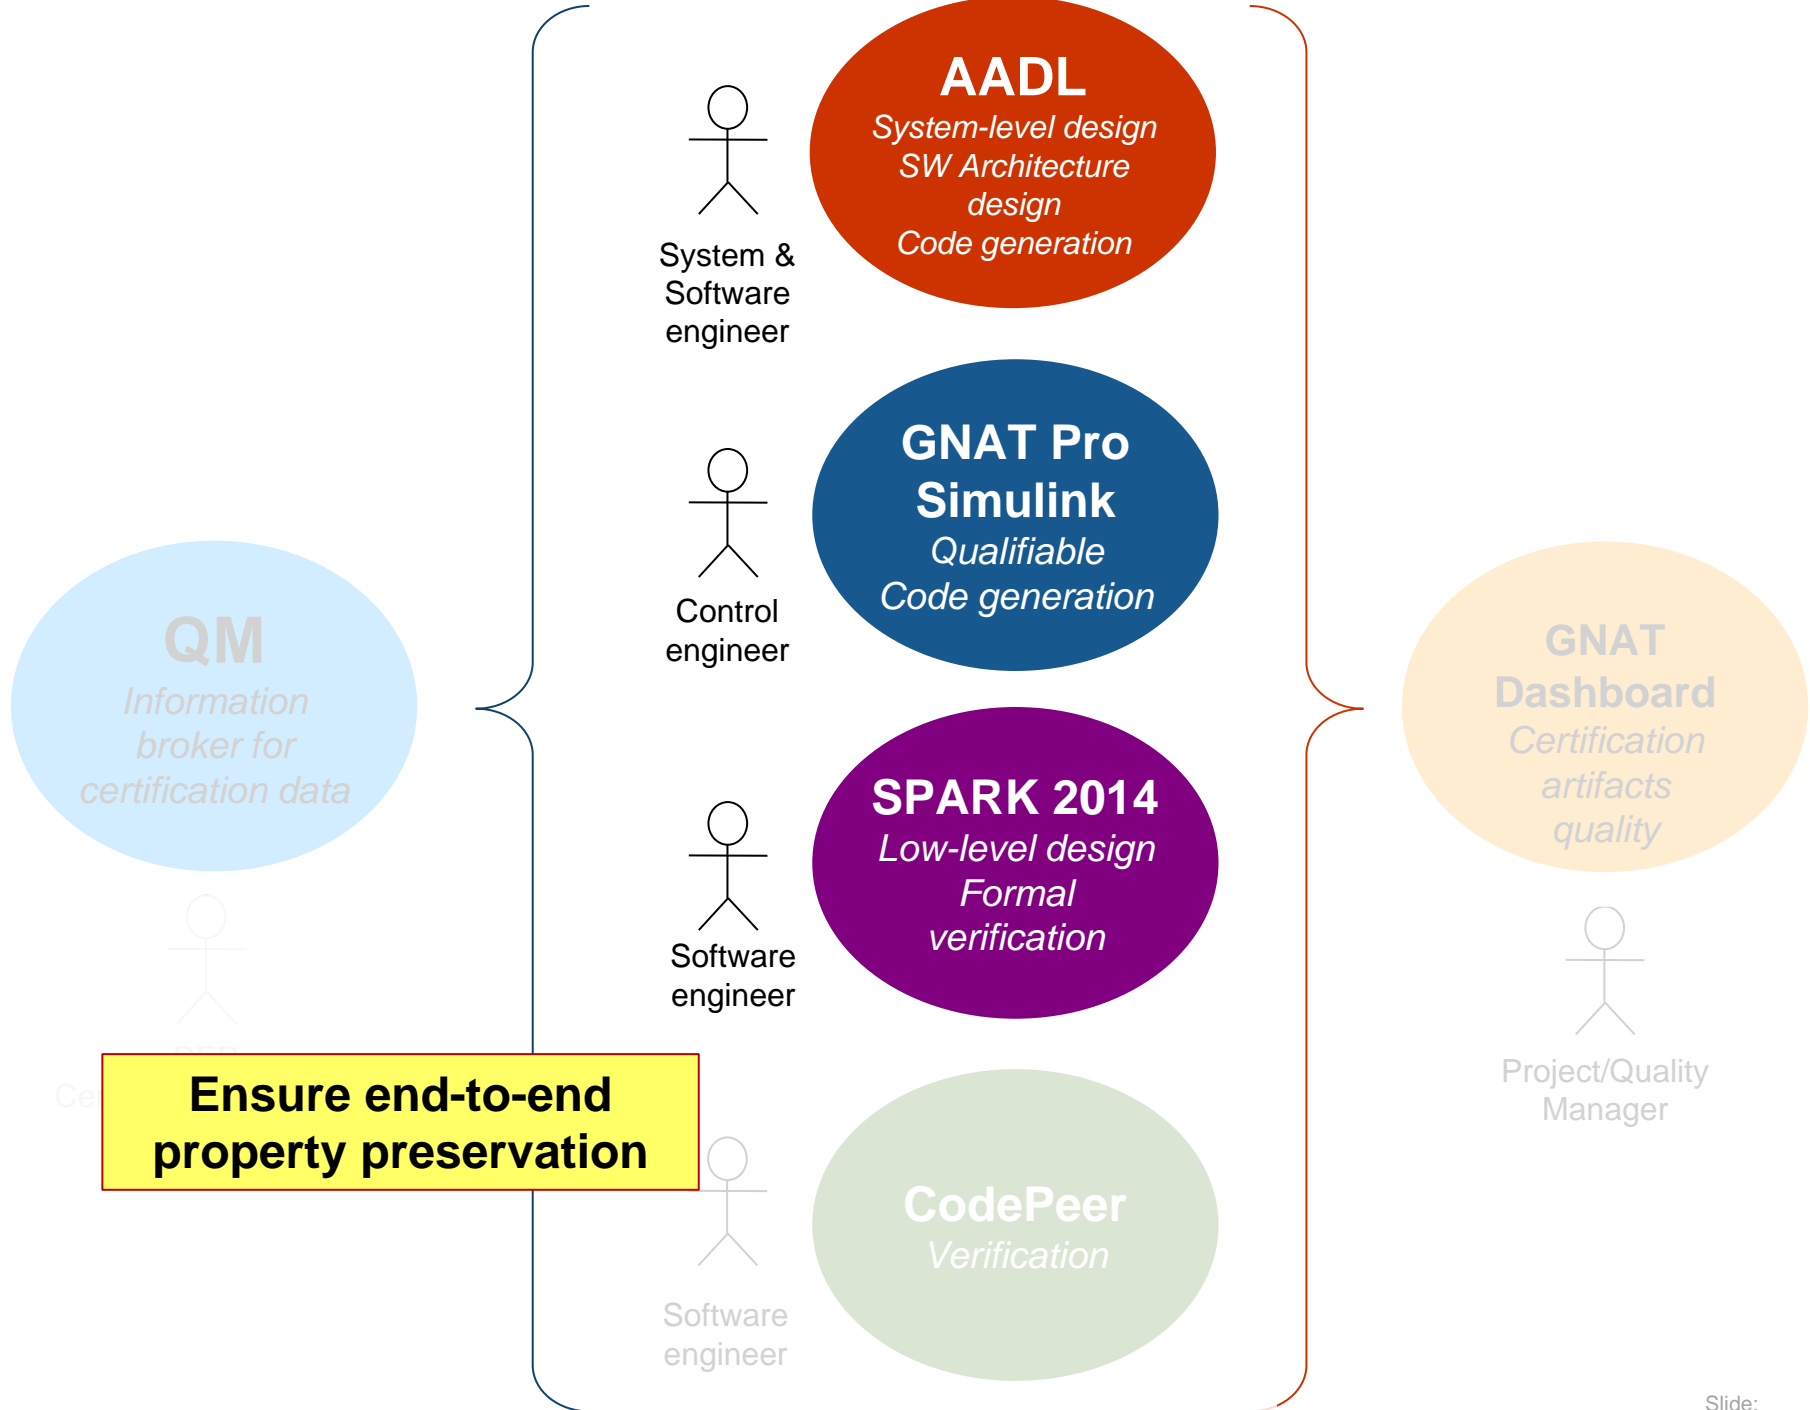 AADL
System-level design
SW Architecture
design
Code generation
System &
Software
engineer
GNAT Pro
Simulink
Qualifiable
Code generation
Control
engineer
QM
Information
broker for
certification data
SPARK 2014
Low-level design
Formal
verification
Software
engineer
GNAT
Dashboard
Certification
artifacts
quality
Project/Quality
Manager
Ensure end-to-end
property preservation
CodePeer
Verification
Software
engineer
Slide: